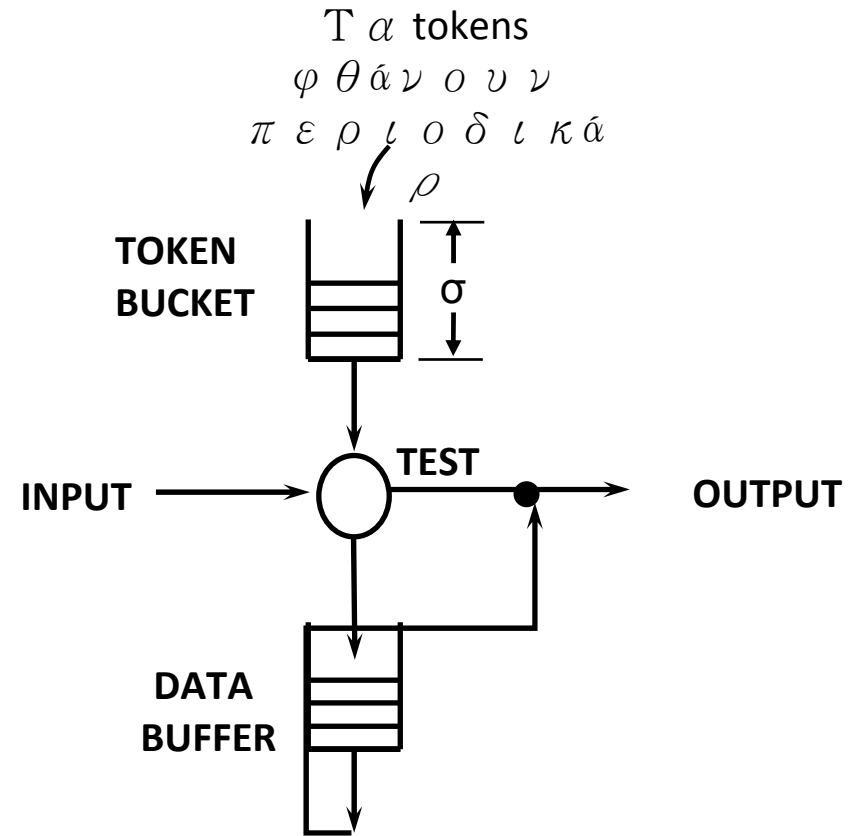 Τα tokens
φθάνουν
περιοδικά
ρ
TOKEN
BUCKET
σ
TEST
INPUT
OUTPUT
DATA
BUFFER